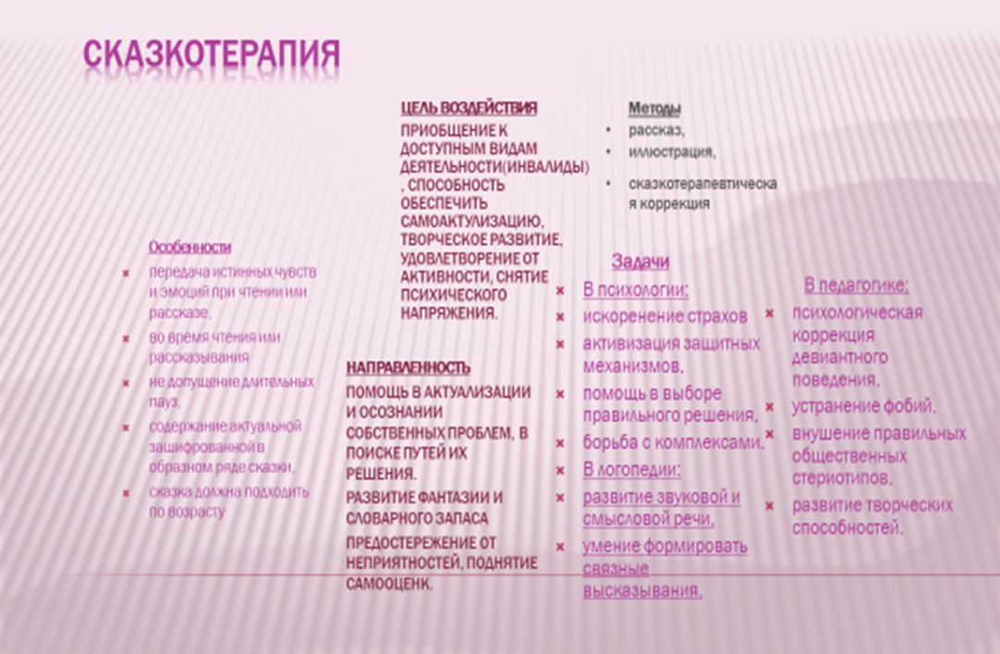 СКАЗКОТЕРАПИЯ
Особенности
передача истинных чувств
и эмоций при чтении или
рассказе,
во время чтения или
рассказывания
не допущение длительных
пауз,
содержание актуальной
зашифрованной в
образном ряде сказки,
сказка должна подходить
по возрасту
ЦЕЛЬ ВОЗДЕЙСТВИЯ
ПРИОБЩЕНИЕ К
ДОСТУПНЫМ ВИДАМ
ДЕЯТЕЛЬНОСТИ(ИНВАЛИДЫ)
, СПОСОБНОСТЬ
ОБЕСПЕЧИТЬ
САМОАКТУЛИЗАЦИЮ,
ТВОРЧЕСКОЕ РАЗВИТИЕ,
УДОВЛЕТВОРЕНИЕ ОТ
АКТИВНОСТИ, СНЯТИЕ
ПСИХИЧЕСКОГО
НАПРЯЖЕНИЯ.
НАПРАВЛЕННОСТЬ
ПОМОЩЬ В АКТУАЛИЗАЦИИ
И ОСОЗНАНИИ
СОБСТВЕННЫХ ПРОБЛЕМ, В
ПОИСКЕ ПУТЕЙ ИХ
РЕШЕНИЯ.
РАЗВИТИЕ ФАНТАЗИИ И
СЛОВАРНОГО ЗАПАСА
ПРЕДОСТЕРЕЖЕНИЕ ОТ
НЕПРИЯТНОСТЕЙ, ПОДНЯТИЕ
САМООЦЕНК.
Методы
• рассказ,
• иллюстрация,
• сказкотерапевтическа
я коррекция
Задачи
В психологии:
искоренение страхов
активизация защитных
механизмов,
помощь в выборе
правильного решения,
борьба с комплексами.
В логопедии:
развитие звуковой и
смысловой речи,
умение формировать
связные
высказывания,
В педагогике:
психологическая
коррекция
девиантного
поведения,
устранение фобий,
внушение правильных
общественных
стериотипов,
развитие творческих
способностей.